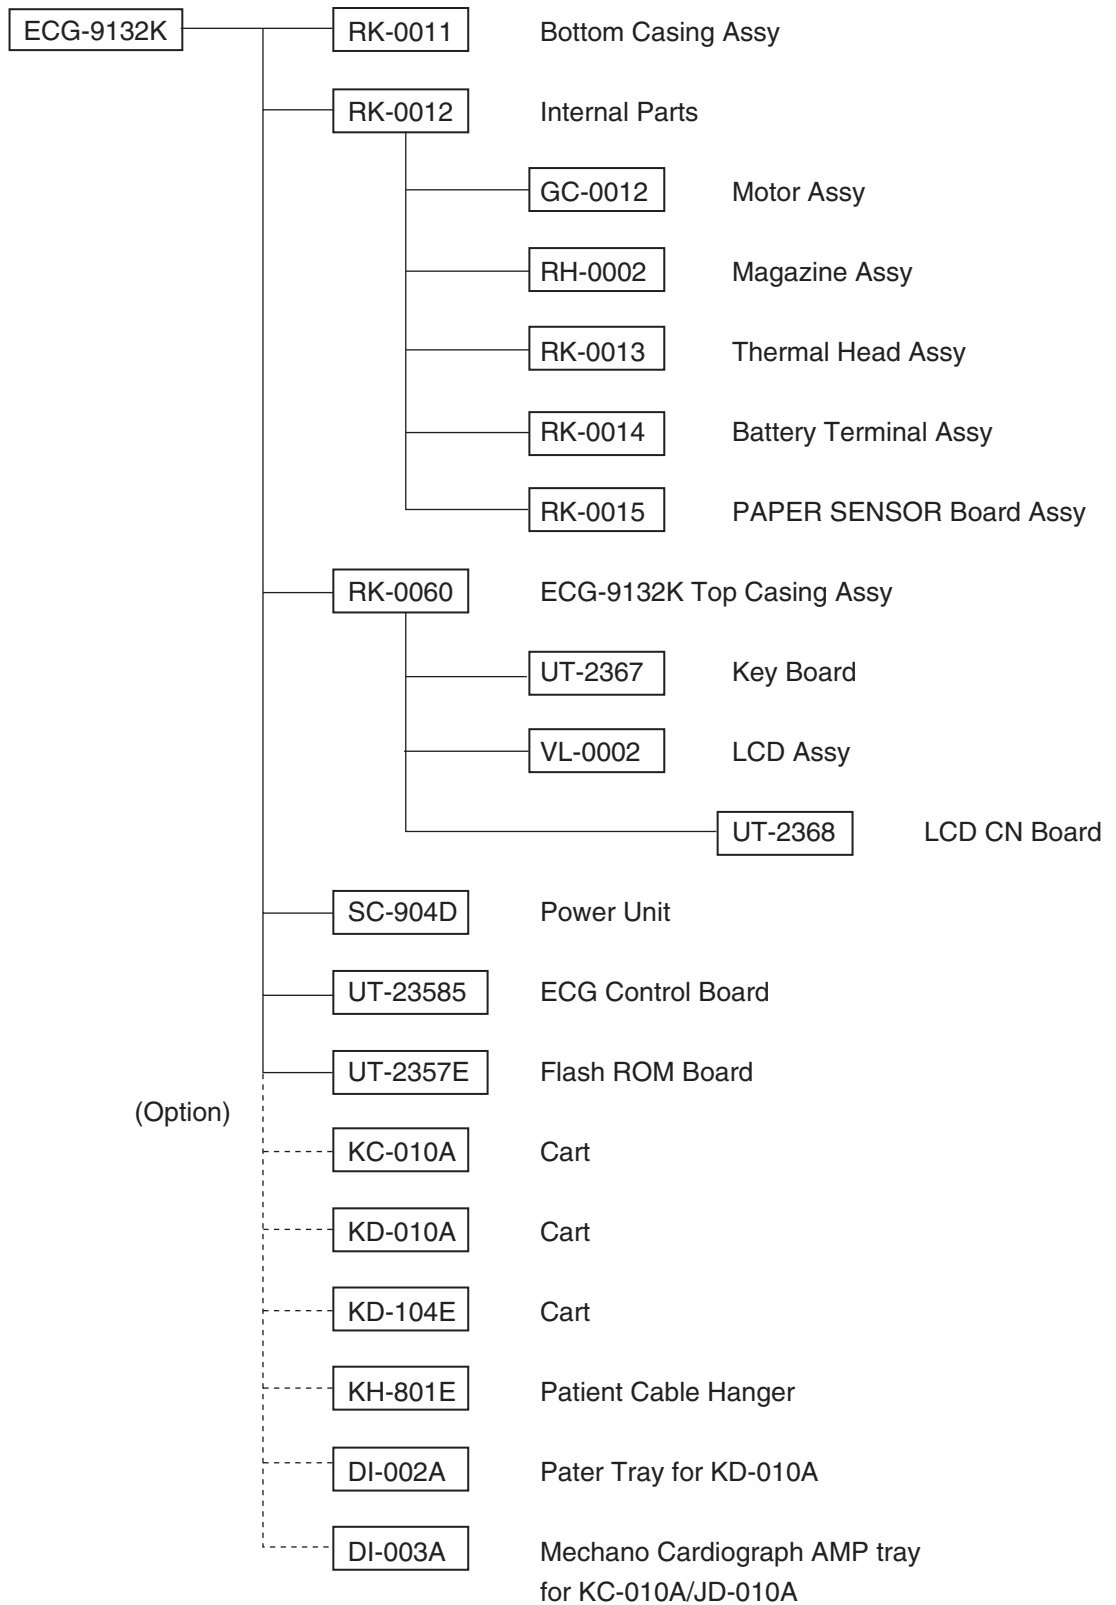 ECG-9132K RK-0011 Bottom Casing Assy
RK-0012 Internal Parts
GC-0012 Motor Assy
RH-0002 Magazine Assy
RK-0013 Thermal Head Assy
RK-0014 Battery Terminal Assy
RK-0015 PAPER SENSOR Board Assy
RK-0060 ECG-9132K Top Casing Assy
UT-2367 Key Board
VL-0002 LCD Assy
UT-2368 LCD CN Board
SC-904D Power Unit
UT-23585 ECG Control Board
UT-2357E Flash ROM Board
(Option)
KC-010A Cart
KD-010A Cart
KD-104E Cart
KH-801E Patient Cable Hanger
DI-002A Pater Tray for KD-010A
DI-003A Mechano Cardiograph AMP tray
for KC-010A/JD-010A